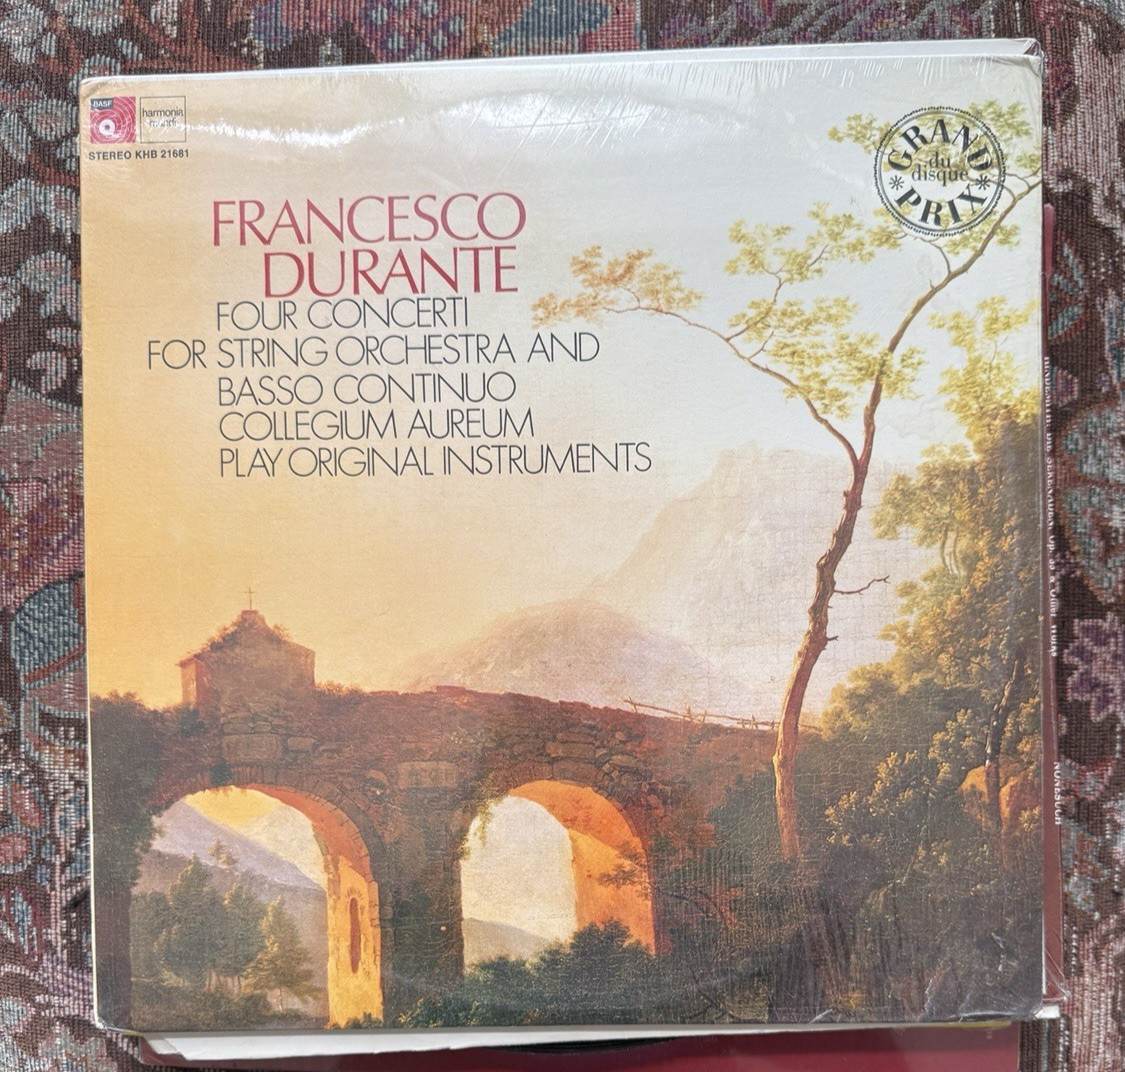 BASF
harmonia
mundi
STEREO KHB 21681
GRAND
du
disque
PRIX
FRANCESCO
DURANTE
FOUR CONCERTI
FOR STRING ORCHESTRA AND
BASSO CONTINUO
COLLEGIUM AUREUM
PLAY ORIGINAL INSTRUMENTS
NONESUCH